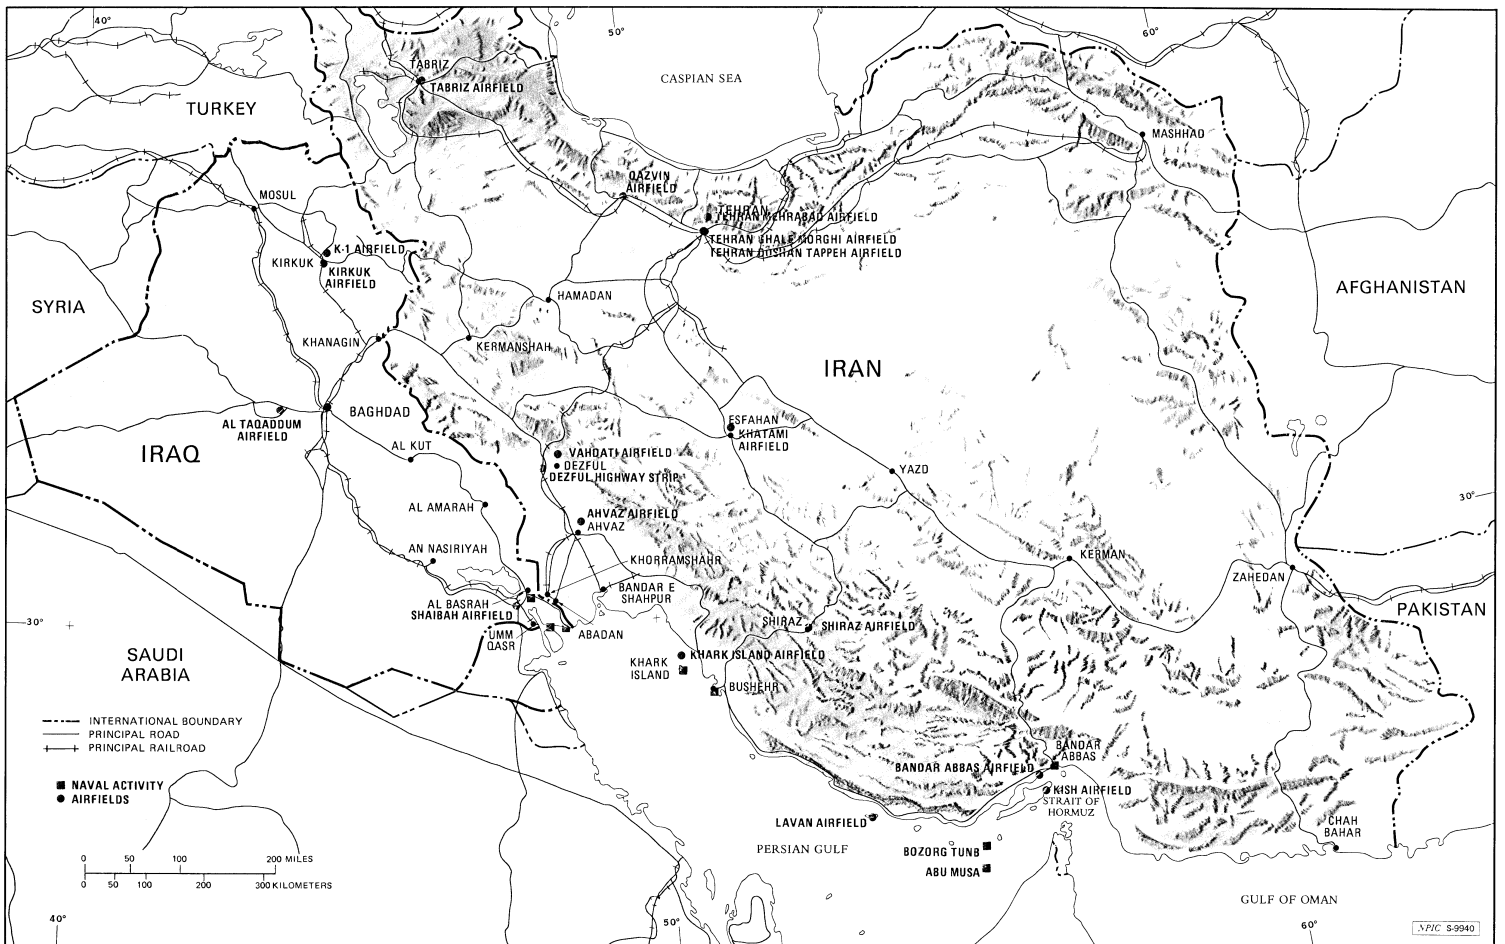 40°
50°
60°
CASPIAN SEA
TABRIZ
TABRIZ AIRFIELD
TURKEY
MASHHAD
QAZVIN
AIRFIELD
MOSUL
TEHRAN
TEHRAN MEHRABAD AIRFIELD
TEHRAN GHALE MORGHI AIRFIELD
TEHRAN DOSHAN TAPPEH AIRFIELD
K-1 AIRFIELD
KIRKUK
KIRKUK
AIRFIELD
SYRIA
HAMADAN
AFGHANISTAN
KHANAGIN
KERMANSHAH
IRAN
BAGHDAD
AL TAQADDUM
AIRFIELD
ESFAHAN
KHATAMI
AIRFIELD
IRAQ
AL KUT
VAHDATI AIRFIELD
DEZFUL
DEZFUL HIGHWAY STRIP
YAZD
30°
AL AMARAH
AHVAZ AIRFIELD
AHVAZ
AN NASIRIYAH
KHORRAMSHAHR
KERMAN
ZAHEDAN
BANDAR E
SHAHPUR
AL BASRAH
SHAIBAH AIRFIELD
PAKISTAN
30°
UMM
QASR
ABADAN
SHIRAZ
SHIRAZ AIRFIELD
SAUDI
ARABIA
KHARK ISLAND AIRFIELD
KHARK
ISLAND
BUSHEHR
INTERNATIONAL BOUNDARY
PRINCIPAL ROAD
PRINCIPAL RAILROAD
BANDAR
ABBAS
BANDAR ABBAS AIRFIELD
NAVAL ACTIVITY
AIRFIELDS
KISH AIRFIELD
STRAIT OF
HORMUZ
LAVAN AIRFIELD
CHAH
BAHAR
PERSIAN GULF
BOZORG TUNB
ABU MUSA
0 50 100 200 MILES
0 50 100 200 300 KILOMETERS
GULF OF OMAN
40°
50°
60°
NPIC S-9940